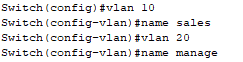 Switch(config)#vlan 10
Switch(config-vlan)#name sales
Switch(config-vlan)#vlan 20
Switch(config-vlan)#name manage